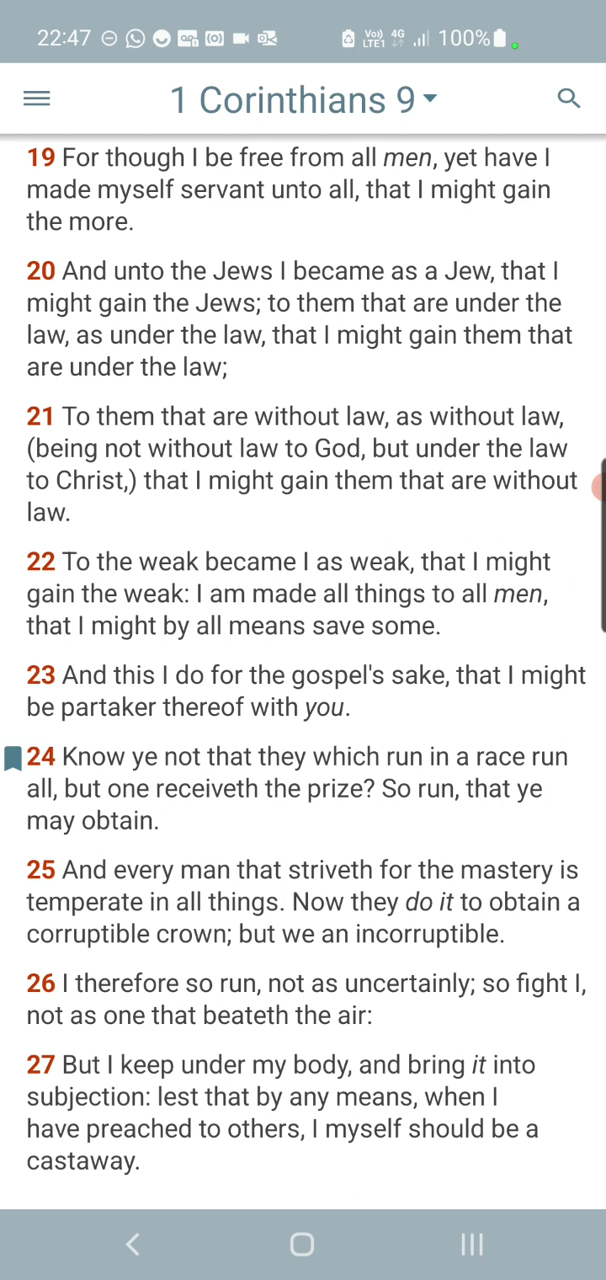 22:47
Vo)) 4G
LTE1
100%
1 Corinthians 9
19 For though I be free from all men, yet have I
made myself servant unto all, that I might gain
the more.
20 And unto the Jews I became as a Jew, that I
might gain the Jews; to them that are under the
law, as under the law, that I might gain them that
are under the law;
21 To them that are without law, as without law,
(being not without law to God, but under the law
to Christ,) that I might gain them that are without
law.
22 To the weak became I as weak, that I might
gain the weak: I am made all things to all men,
that I might by all means save some.
23 And this I do for the gospel's sake, that I might
be partaker thereof with you.
24 Know ye not that they which run in a race run
all, but one receiveth the prize? So run, that ye
may obtain.
25 And every man that striveth for the mastery is
temperate in all things. Now they do it to obtain a
corruptible crown; but we an incorruptible.
26 I therefore so run, not as uncertainly; so fight I,
not as one that beateth the air:
27 But I keep under my body, and bring it into
subjection: lest that by any means, when I
have preached to others, I myself should be a
castaway.